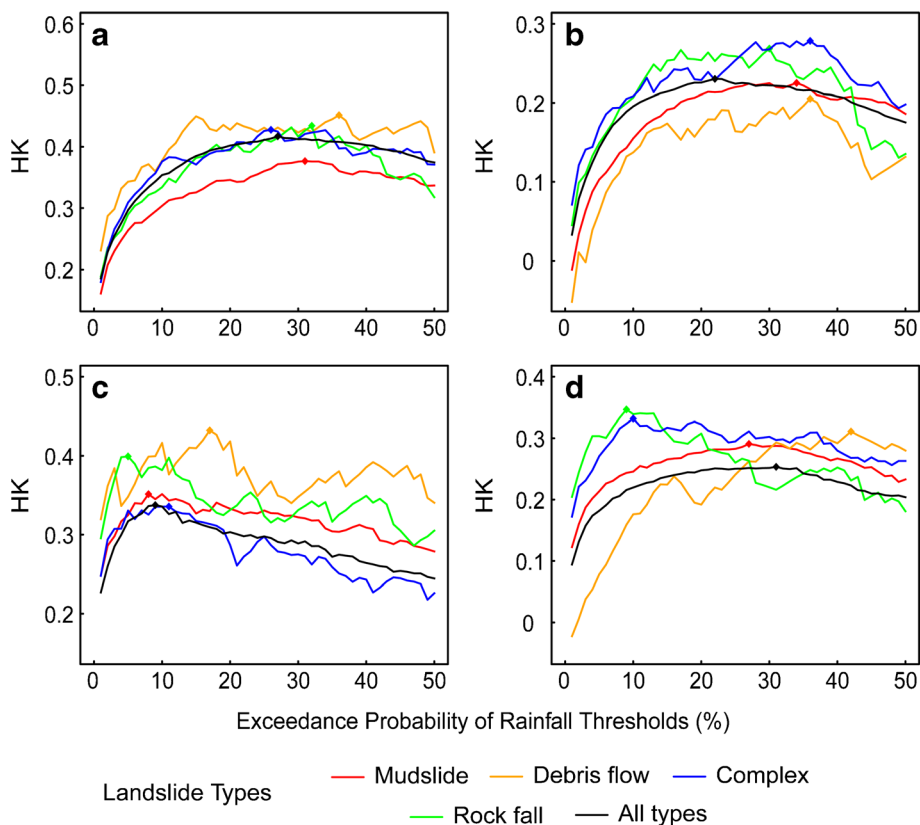 a
HK
0.6
0.5
0.4
0.3
0.2
0 10 20 30 40 50
b
HK
0.3
0.2
0.1
0
0 10 20 30 40 50
c
HK
0.5
0.4
0.3
0.2
0 10 20 30 40 50
d
HK
0.4
0.3
0.2
0.1
0
0 10 20 30 40 50
Exceedance Probability of Rainfall Thresholds (%)
Landslide Types
Mudslide Debris flow Complex
Rock fall All types